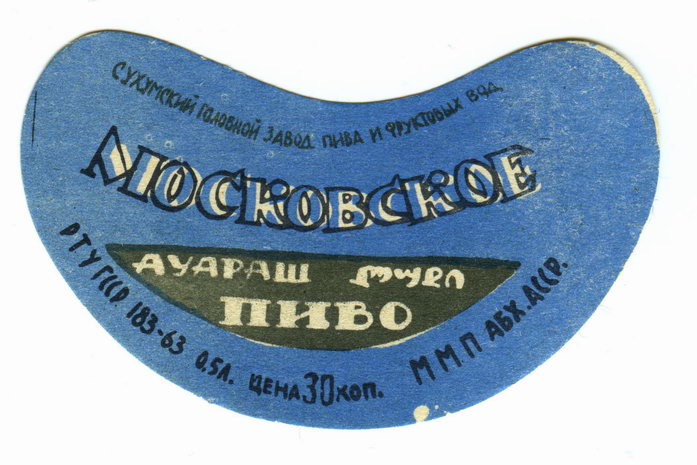 СУХУМСКИЙ ГОЛОВНОЙ ЗАВОД ПИВА И ФРУКТОВЫХ ВОД
МОСКОВСКОЕ
АУАРАШ ლუდი
ПИВО
РТУ ГССР 183-63 0,5Л. ЦЕНА 30 КОП. ММП АБХ.АССР.